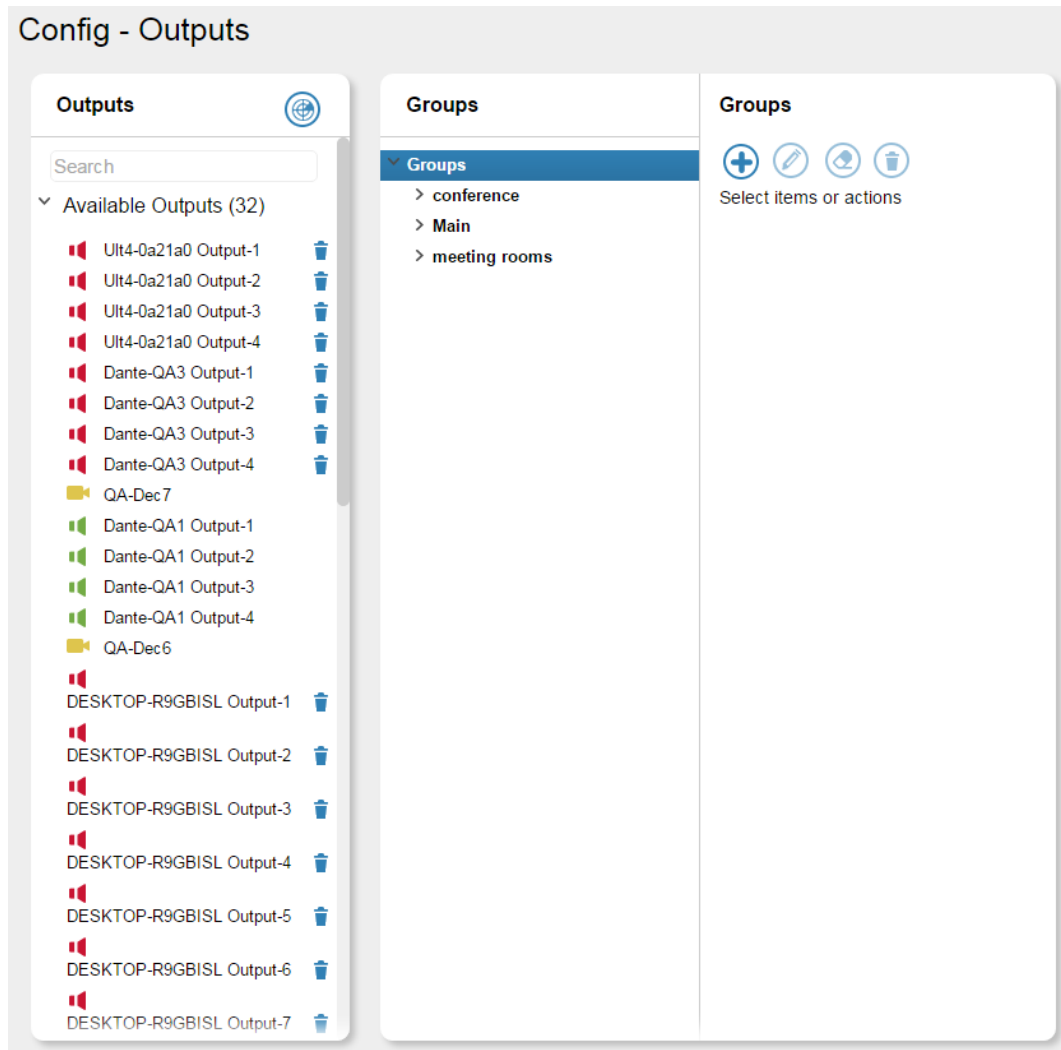 Config - Outputs
Outputs
Search
Available Outputs (32)
Ult4-0a21a0 Output-1
Ult4-0a21a0 Output-2
Ult4-0a21a0 Output-3
Ult4-0a21a0 Output-4
Dante-QA3 Output-1
Dante-QA3 Output-2
Dante-QA3 Output-3
Dante-QA3 Output-4
QA-Dec7
Dante-QA1 Output-1
Dante-QA1 Output-2
Dante-QA1 Output-3
Dante-QA1 Output-4
QA-Dec6
DESKTOP-R9GBISL Output-1
DESKTOP-R9GBISL Output-2
DESKTOP-R9GBISL Output-3
DESKTOP-R9GBISL Output-4
DESKTOP-R9GBISL Output-5
DESKTOP-R9GBISL Output-6
DESKTOP-R9GBISL Output-7
Groups
Groups
conference
Main
meeting rooms
Groups
Select items or actions